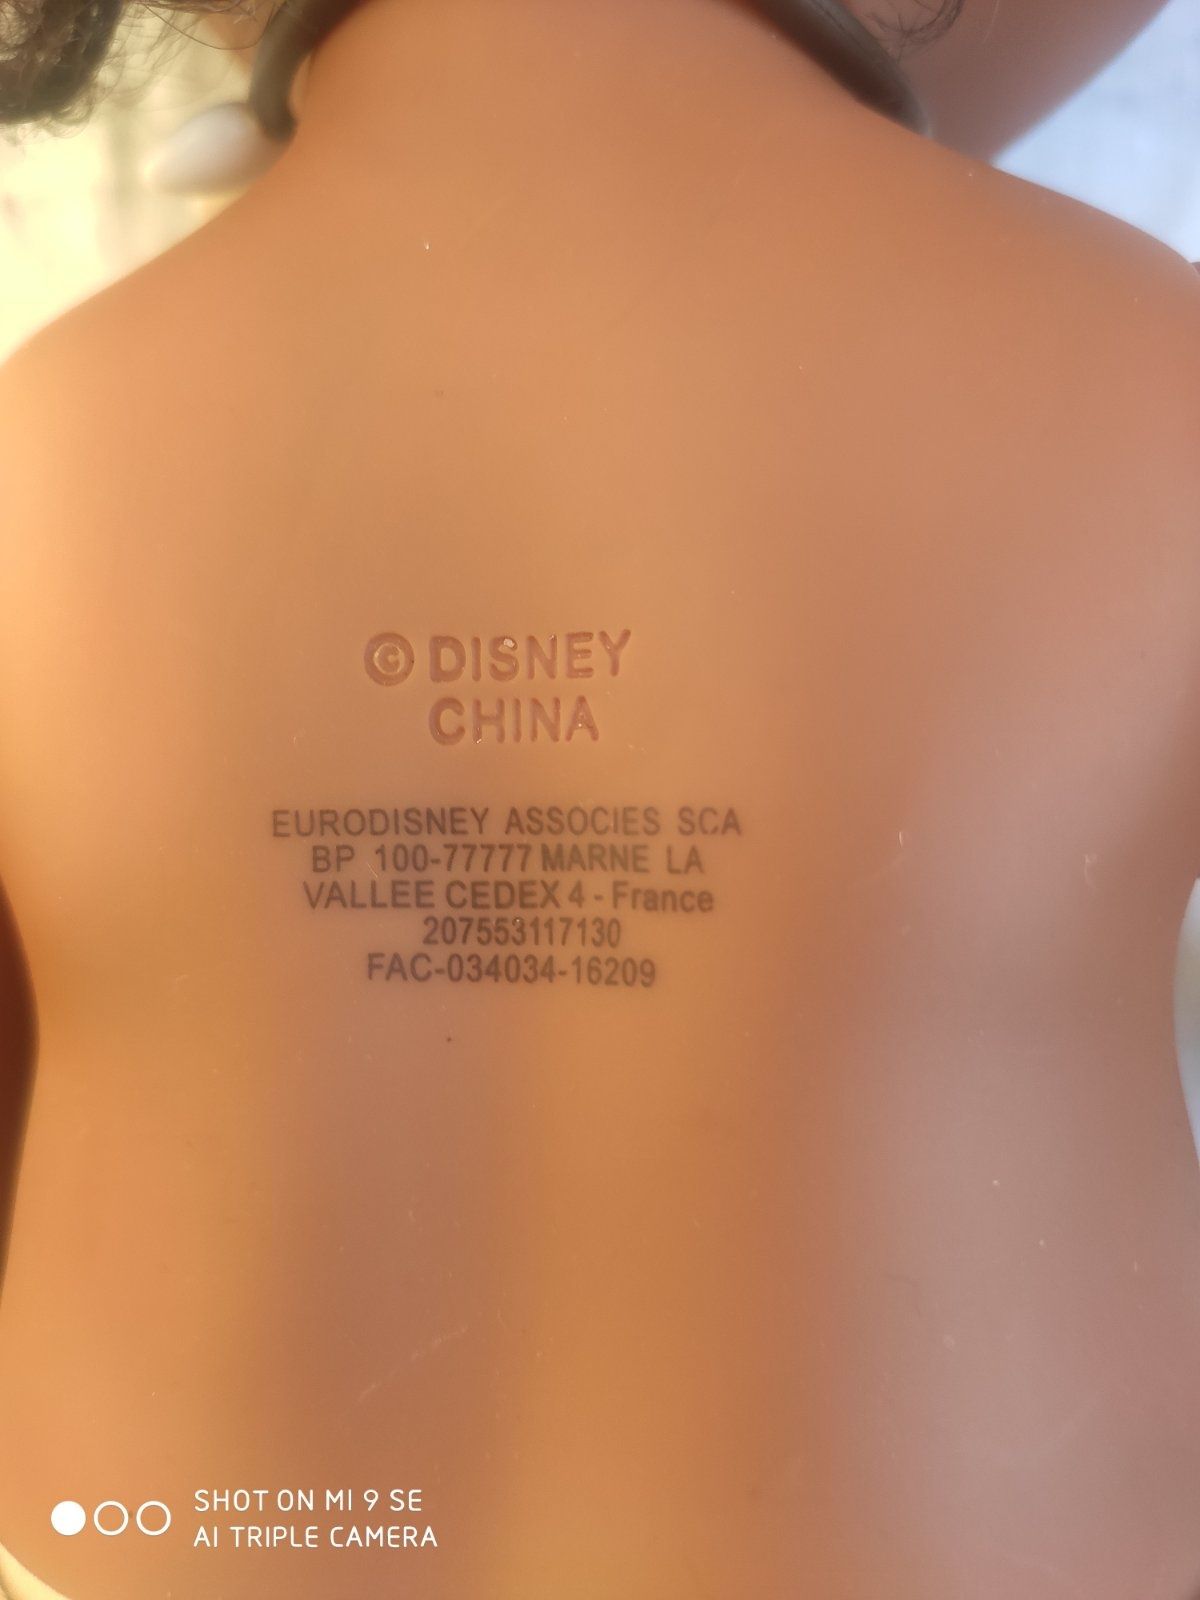 © DISNEY
CHINA
EURODISNEY ASSOCIES SCA
BP 100-77777 MARNE LA
VALLEE CEDEX 4 - France
207553117130
FAC-034034-16209
SHOT ON MI 9 SE
AI TRIPLE CAMERA